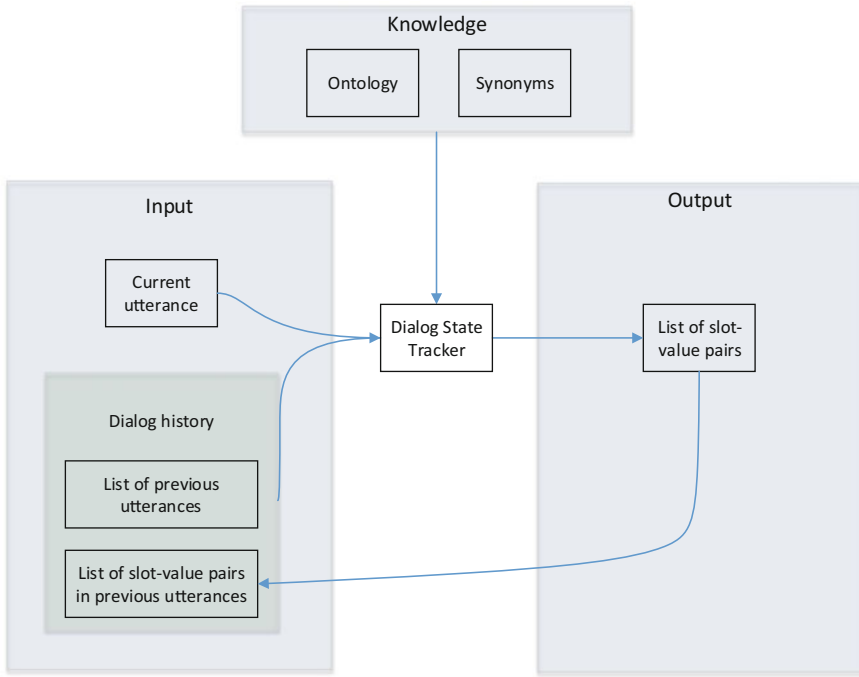 Knowledge
Ontology
Synonyms
Input
Output
Current
utterance
Dialog State
Tracker
List of slot-
value pairs
Dialog history
List of previous
utterances
List of slot-value pairs
in previous utterances